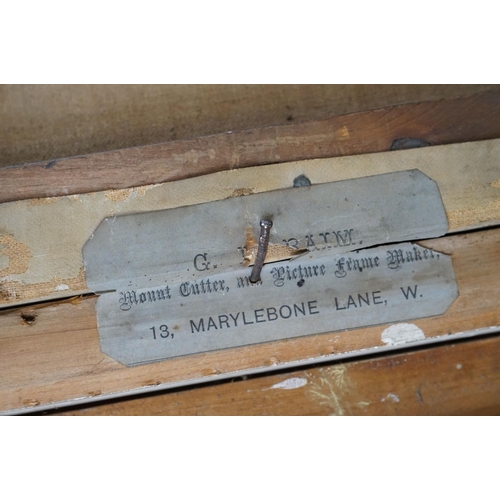 G.
Mount Cutter, and Picture Frame Maker,
13, MARYLEBONE LANE, W.